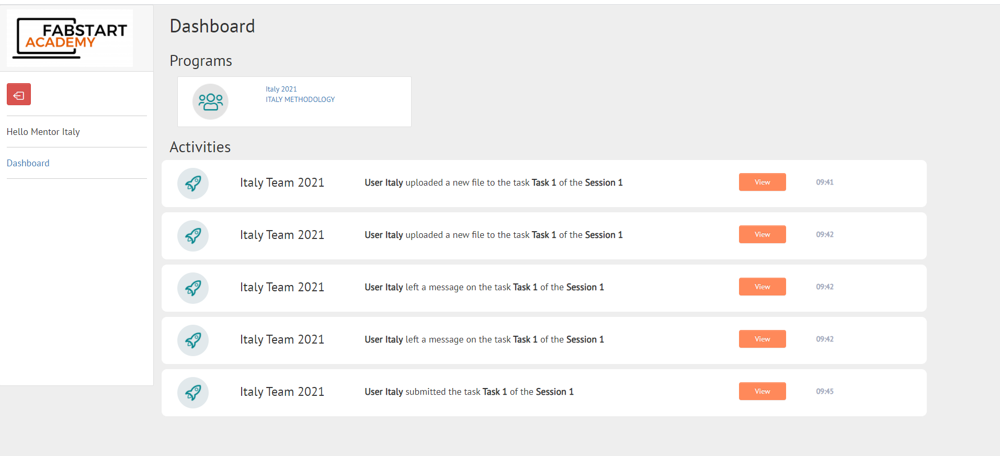 FABSTART
ACADEMY
Hello Mentor Italy
Dashboard
Dashboard
Programs
Italy 2021
ITALY METHODOLOGY
Activities
Italy Team 2021 User Italy uploaded a new file to the task Task 1 of the Session 1 View 09:41
Italy Team 2021 User Italy uploaded a new file to the task Task 1 of the Session 1 View 09:42
Italy Team 2021 User Italy left a message on the task Task 1 of the Session 1 View 09:42
Italy Team 2021 User Italy left a message on the task Task 1 of the Session 1 View 09:42
Italy Team 2021 User Italy submitted the task Task 1 of the Session 1 View 09:45